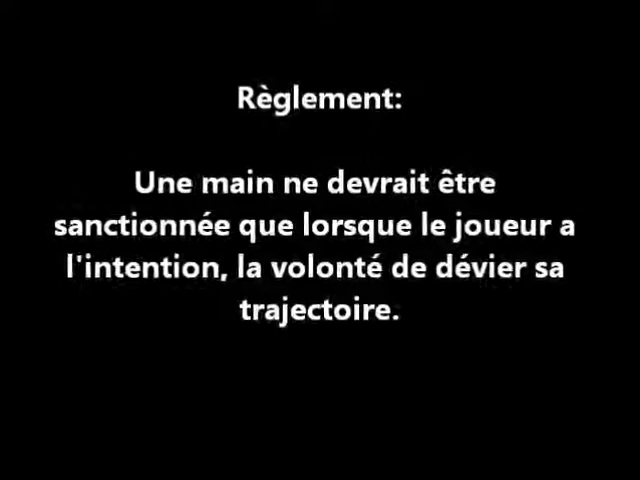 Règlement:
Une main ne devrait être
sanctionnée que lorsque le joueur a
l'intention, la volonté de dévier sa
trajectoire.